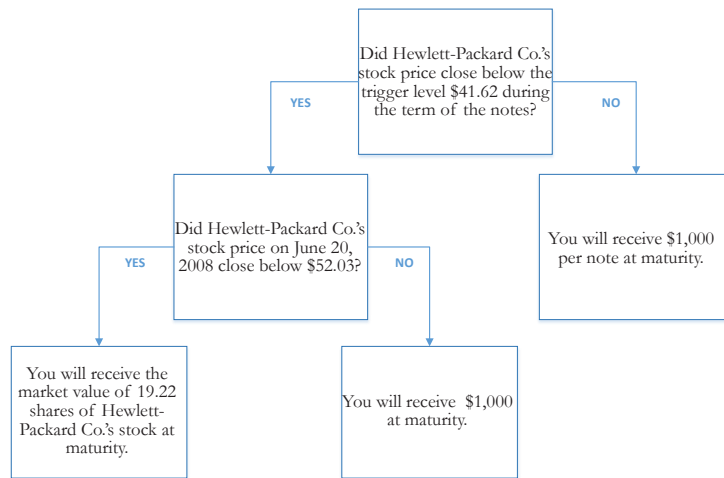 Did Hewlett-Packard Co.'s
stock price close below the
trigger level $41.62 during
the term of the notes?
YES
NO
Did Hewlett-Packard Co.'s
stock price on June 20,
2008 close below $52.03?
You will receive $1,000
per note at maturity.
YES
NO
You will receive the
market value of 19.22
shares of Hewlett-
Packard Co.'s stock at
maturity.
You will receive $1,000
at maturity.